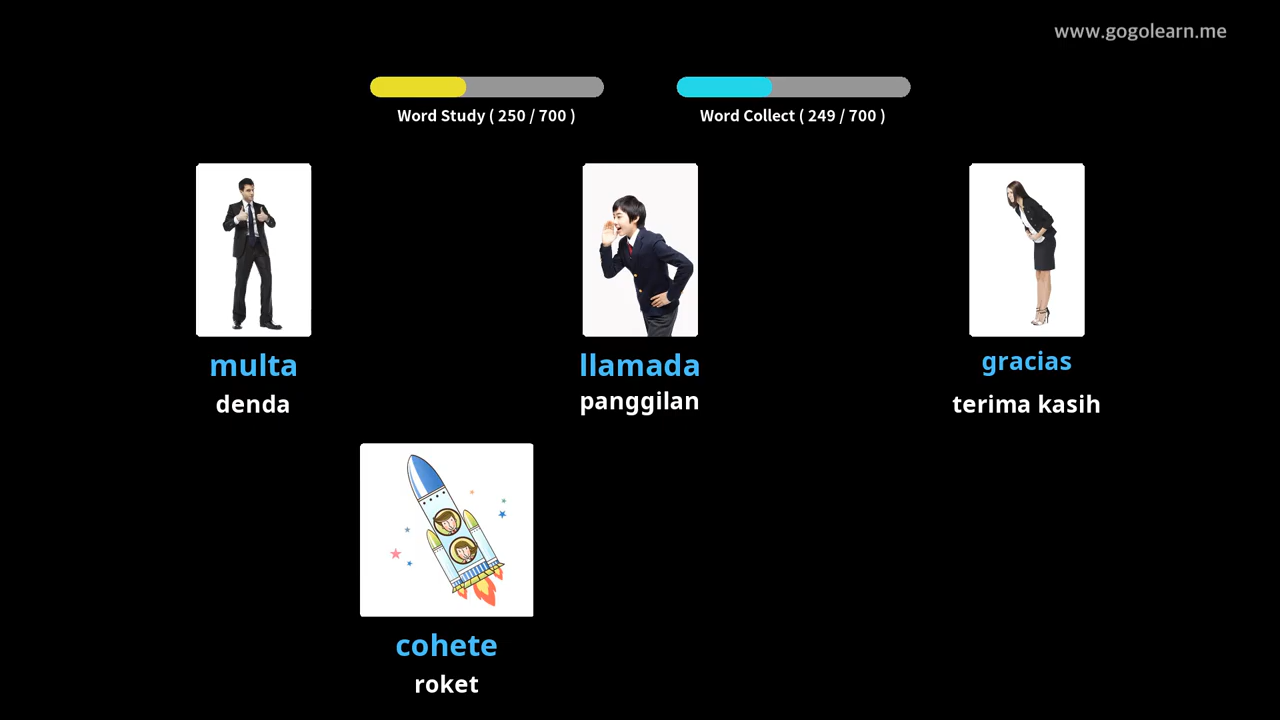 www.gogolearn.me
Word Study ( 250 / 700 )
Word Collect ( 249 / 700 )
multa
denda
llamada
panggilan
gracias
terima kasih
cohete
roket